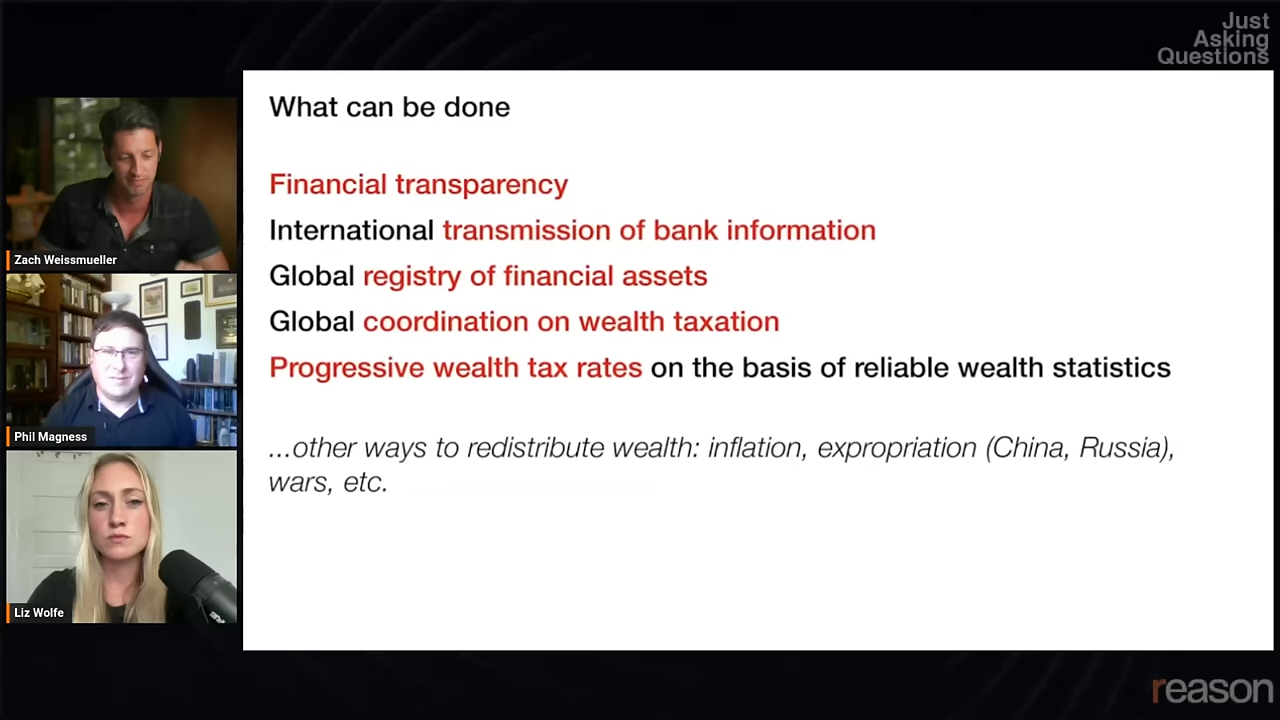 Just
Asking
Questions
What can be done
Financial transparency
International transmission of bank information
Global registry of financial assets
Global coordination on wealth taxation
Progressive wealth tax rates on the basis of reliable wealth statistics
...other ways to redistribute wealth: inflation, expropriation (China, Russia),
wars, etc.
Zach Weissmueller
Phil Magness
Liz Wolfe
reason